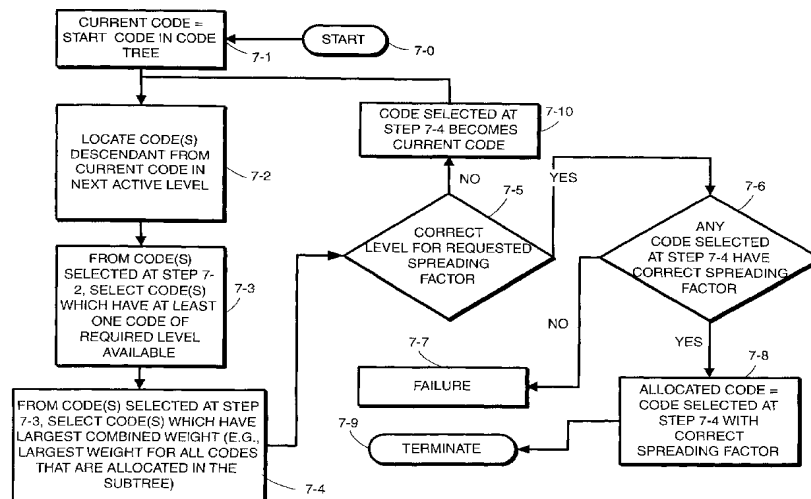 CURRENT CODE =
START CODE IN CODE
TREE
7-1
START
7-0
LOCATE CODE(S)
DESCENDANT FROM
CURRENT CODE IN
NEXT ACTIVE LEVEL
7-2
FROM CODE(S)
SELECTED AT STEP 7-
2, SELECT CODE(S)
WHICH HAVE AT LEAST
ONE CODE OF
REQUIRED LEVEL
AVAILABLE
7-3
FROM CODE(S) SELECTED AT STEP
7-3, SELECT CODE(S) WHICH HAVE
LARGEST COMBINED WEIGHT (E.G.,
LARGEST WEIGHT FOR ALL CODES
THAT ARE ALLOCATED IN THE
SUBTREE)
7-4
CODE SELECTED AT
STEP 7-4 BECOMES
CURRENT CODE
7-10
NO
YES
7-5
CORRECT
LEVEL FOR REQUESTED
SPREADING
FACTOR
7-6
ANY
CODE SELECTED
AT STEP 7-4 HAVE
CORRECT SPREADING
FACTOR
NO
YES
7-7
FAILURE
7-8
ALLOCATED CODE =
CODE SELECTED AT
STEP 7-4 WITH
CORRECT
SPREADING FACTOR
7-9
TERMINATE